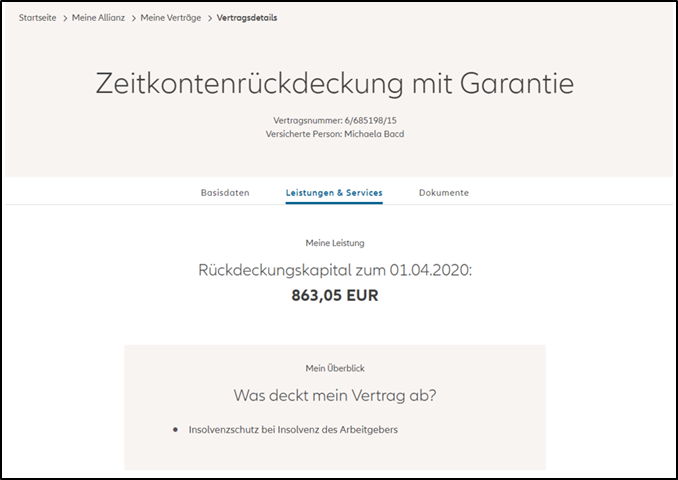 Startseite > Meine Allianz > Meine Verträge > Vertragsdetails
Zeitkontenrückdeckung mit Garantie
Vertragsnummer: 6/685198/15
Versicherte Person: Michaela Bacd
Basisdaten Leistungen & Services Dokumente
Meine Leistung
Rückdeckungskapital zum 01.04.2020:
863,05 EUR
Mein Überblick
Was deckt mein Vertrag ab?
• Insolvenzschutz bei Insolvenz des Arbeitgebers